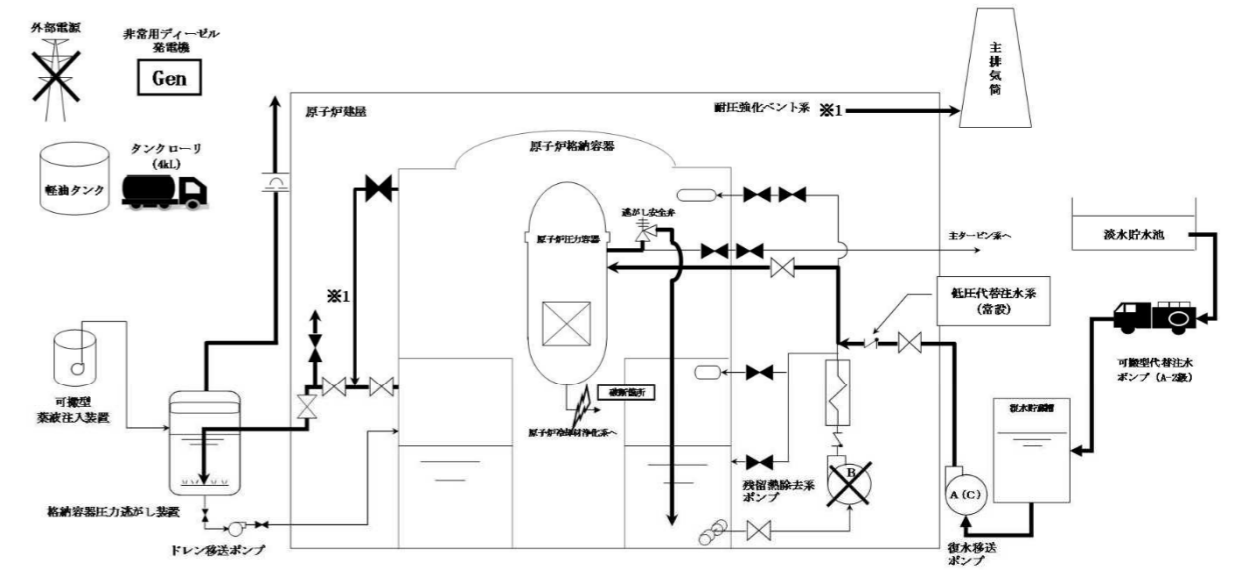 外部電源
非常用ディーゼル
発電機
Gen
軽油タンク
タンクローリ
(4kL)
原子炉建屋
耐圧強化ベント系 ※1
主
排
気
筒
原子炉格納容器
逃がし安全弁
原子炉圧力容器
主タービン系へ
淡水貯水池
※1
低圧代替注水系
(常設)
可搬型代替注水
ポンプ (A-2級)
可搬型
薬液注入装置
破断箇所
原子炉冷却材浄化系へ
復水貯蔵槽
B
残留熱除去系
ポンプ
A(C)
格納容器圧力逃がし装置
ドレン移送ポンプ
復水移送
ポンプ